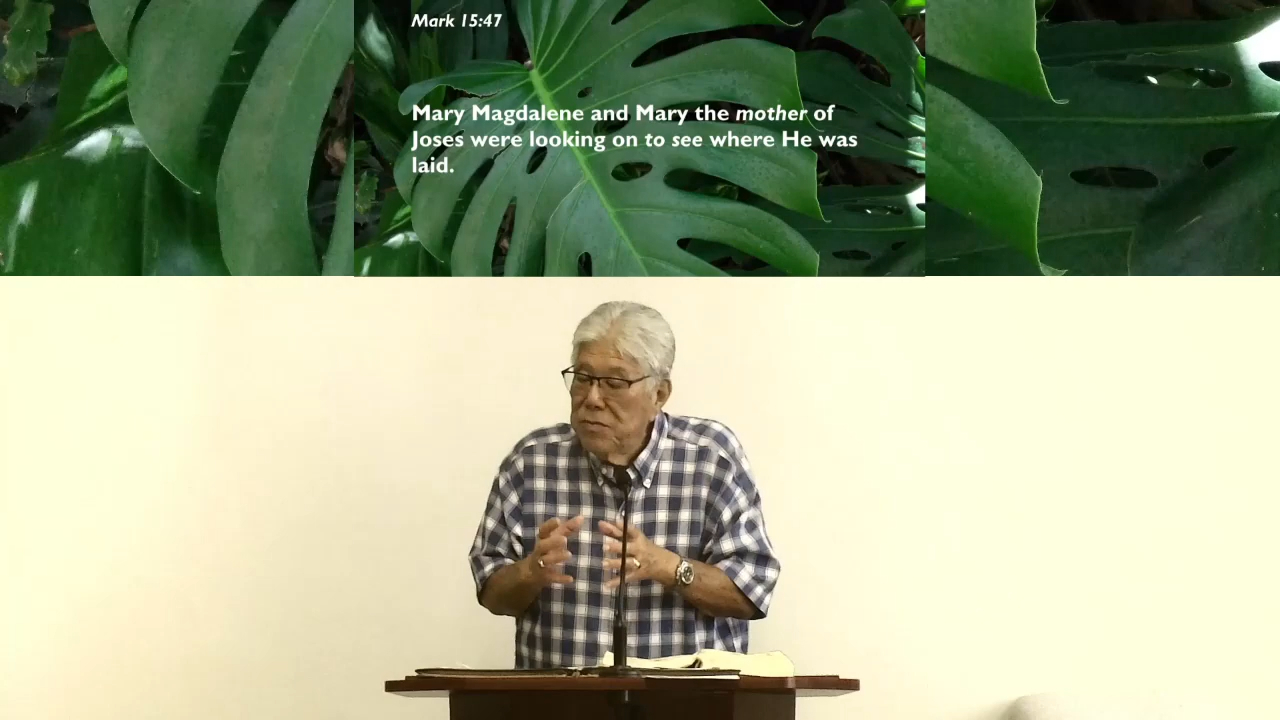 Mark 15:47
Mary Magdalene and Mary the mother of
Joses were looking on to see where He was
laid.